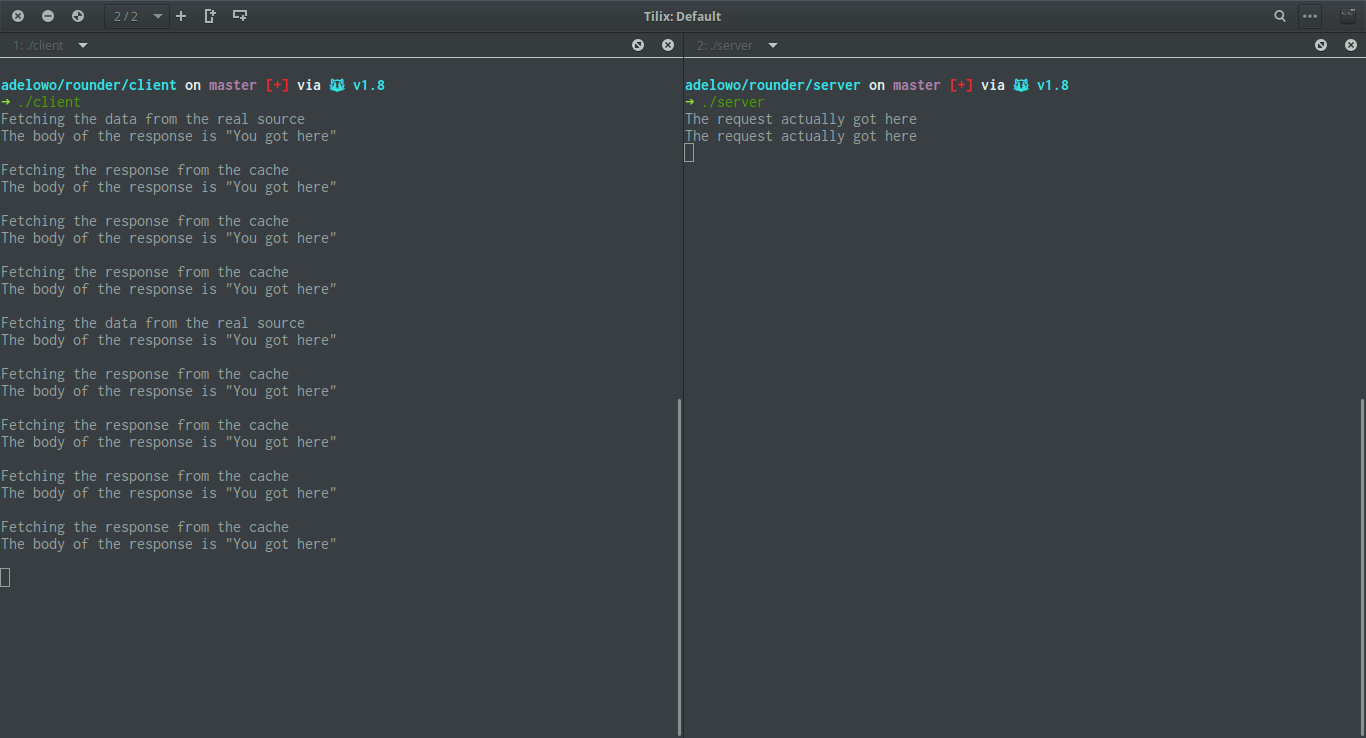 2 / 2
Tilix: Default
1: ./client
adelowo/rounder/client on master [+] via v1.8
➜ ./client
Fetching the data from the real source
The body of the response is "You got here"
Fetching the response from the cache
The body of the response is "You got here"
Fetching the response from the cache
The body of the response is "You got here"
Fetching the response from the cache
The body of the response is "You got here"
Fetching the data from the real source
The body of the response is "You got here"
Fetching the response from the cache
The body of the response is "You got here"
Fetching the response from the cache
The body of the response is "You got here"
Fetching the response from the cache
The body of the response is "You got here"
Fetching the response from the cache
The body of the response is "You got here"
2: ./server
adelowo/rounder/server on master [+] via v1.8
➜ ./server
The request actually got here
The request actually got here